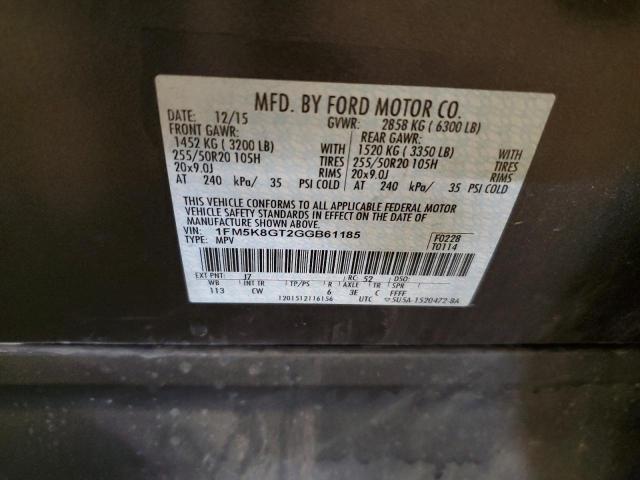 MFD. BY FORD MOTOR CO.
DATE: 12/15 GVWR: 2858 KG ( 6300 LB)
FRONT GAWR: REAR GAWR:
1452 KG ( 3200 LB) WITH 1520 KG ( 3350 LB) WITH
255/50R20 105H TIRES 255/50R20 105H TIRES
20x9.0J RIMS 20x9.0J RIMS
AT 240 kPa/ 35 PSI COLD AT 240 kPa/ 35 PSI COLD
THIS VEHICLE CONFORMS TO ALL APPLICABLE FEDERAL MOTOR
VEHICLE SAFETY STANDARDS IN EFFECT ON THE DATE OF
MANUFACTURE SHOWN ABOVE.
VIN: 1FM5K8GT2GGB61185 F0228
TYPE: MPV T0114
EXT PNT: J7 RC: 52 DSO:
WB INT TR TP/PS R AXLE TR SPR
113 CW 6 3E C FFFF
1201512116156 UTC 5U5A-1520472-BA